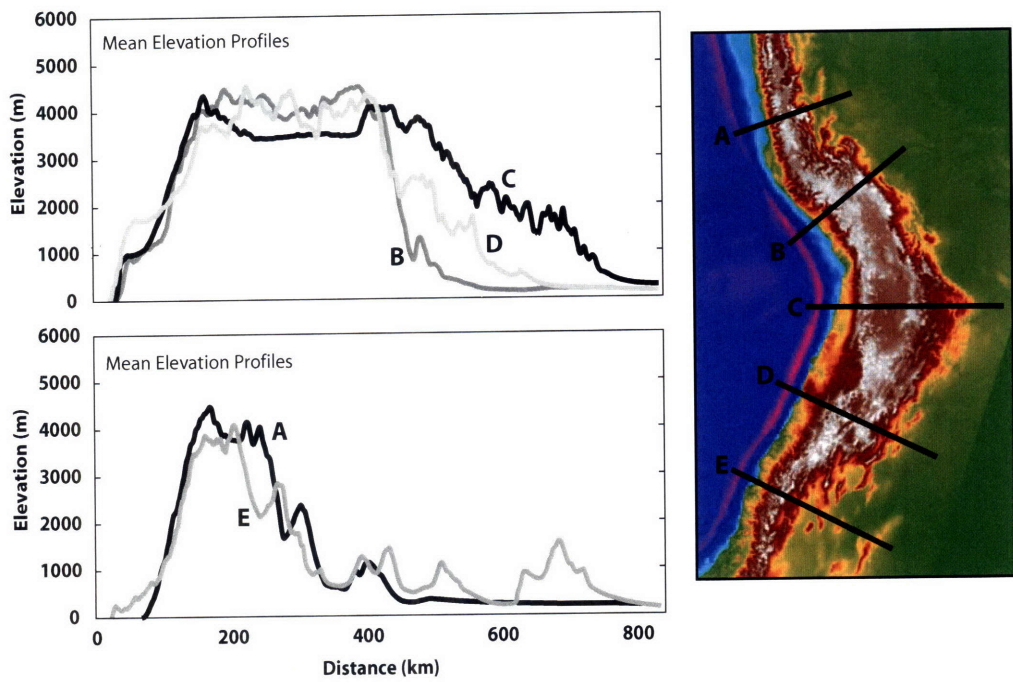 6000
Mean Elevation Profiles
5000
4000
3000
2000
1000
0
Elevation (m)
C
D
B
6000
Mean Elevation Profiles
5000
4000
3000
2000
1000
0
Elevation (m)
A
E
0 200 400 600 800
Distance (km)
A
B
C
D
E